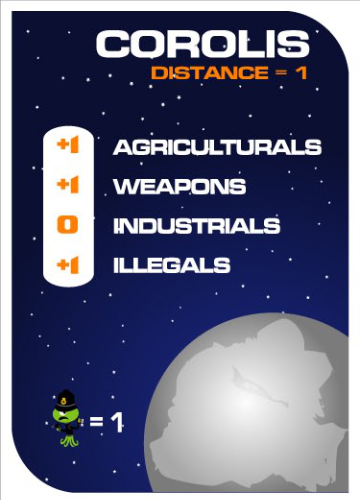 COROLIS
DISTANCE = 1
+1 AGRICULTURALS
+1 WEAPONS
0 INDUSTRIALS
+1 ILLEGALS
= 1